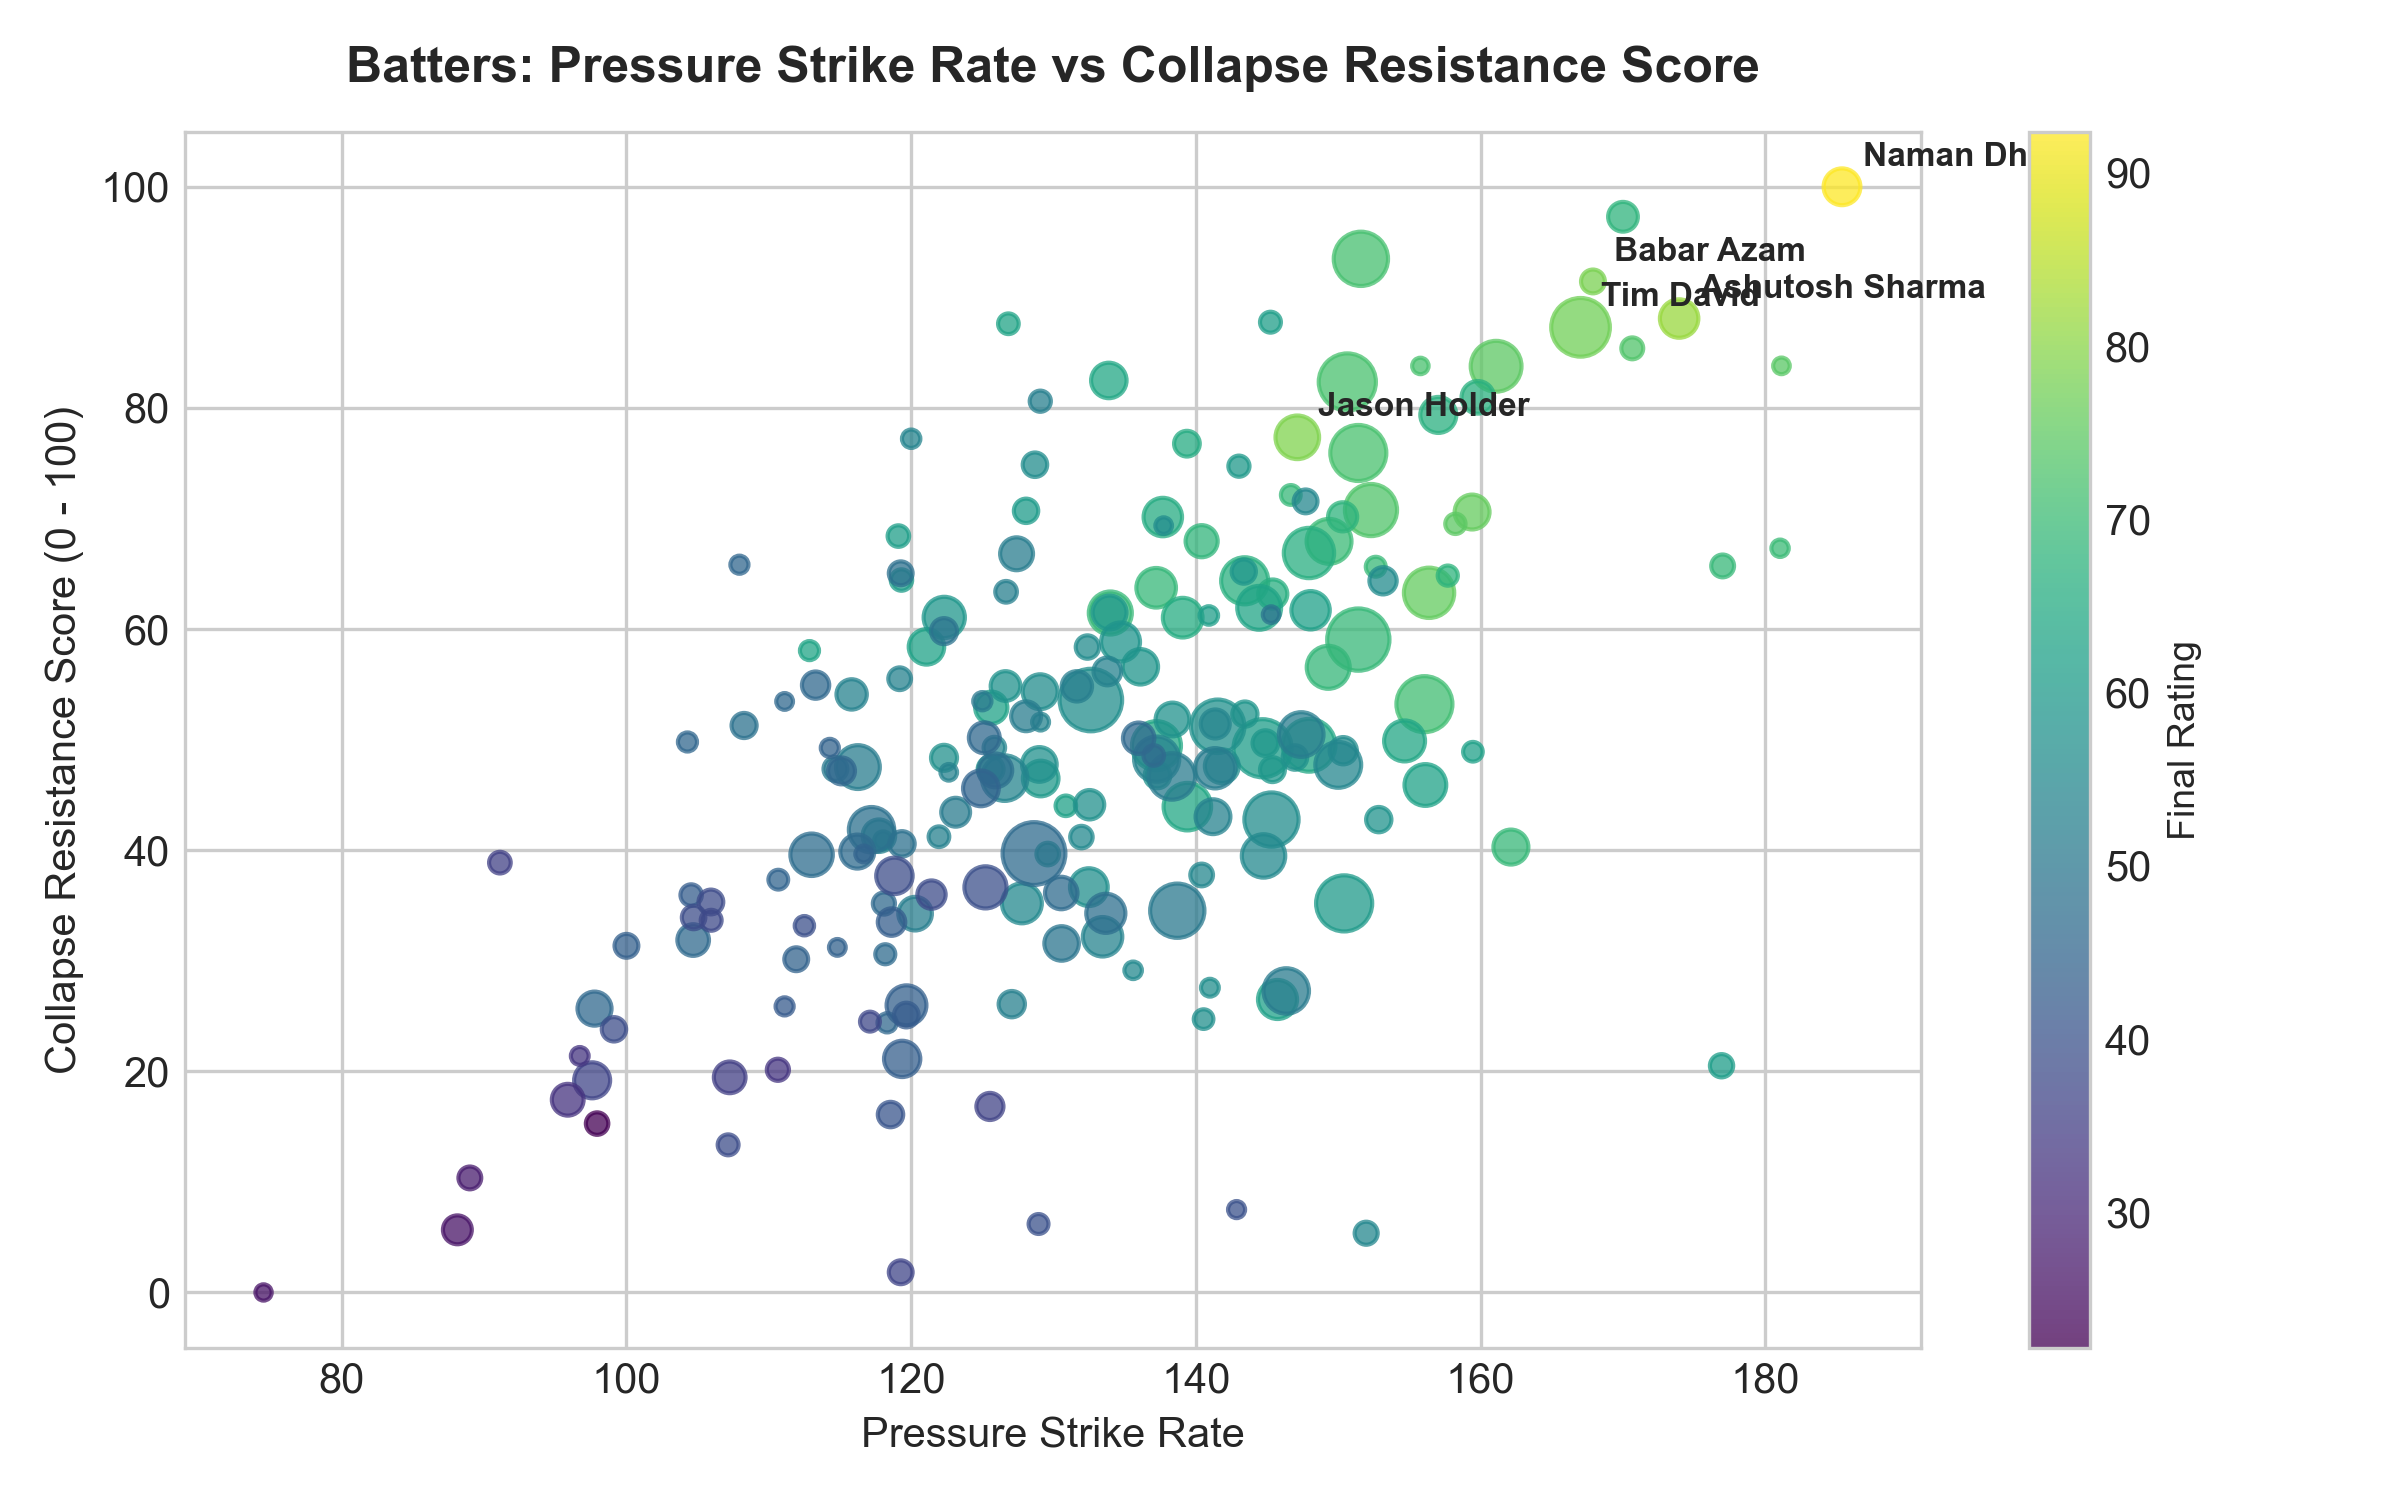 Batters: Pressure Strike Rate vs Collapse Resistance Score
Naman Dh
Babar Azam
Ashutosh Sharma
Tim David
Jason Holder
Collapse Resistance Score (0 - 100)
100
80
60
40
20
0
80
100
120
140
160
180
Pressure Strike Rate
90
80
70
60
50
40
30
Final Rating